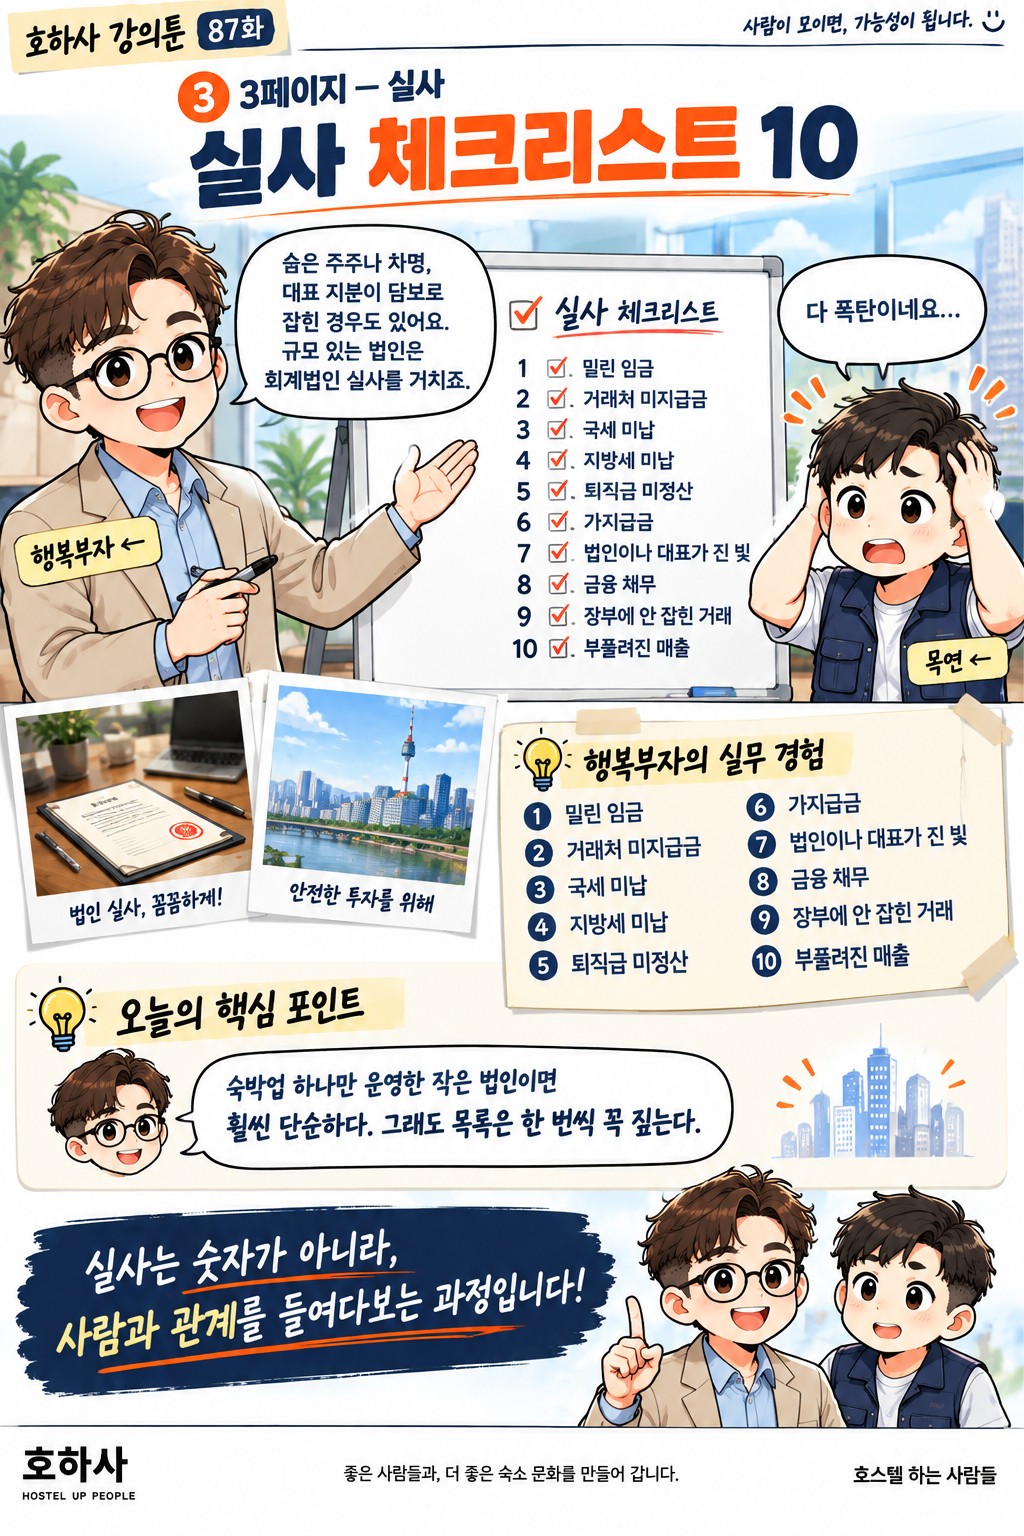 호하사 강의툰 87화
사람이 모이면, 가능성이 됩니다.
3 3페이지 – 실사
실사 체크리스트 10
숨은 주주나 차명,
대표 지분이 담보로
잡힌 경우도 있어요.
규모 있는 법인은
회계법인 실사를 거치죠.
실사 체크리스트
1 밀린 임금
2 거래처 미지급금
3 국세 미납
4 지방세 미납
5 퇴직급 미정산
6 가지급금
7 법인이나 대표가 진 빚
8 금융 채무
9 장부에 안 잡힌 거래
10 부풀려진 매출
다 폭탄이네요...
행복부자 ←
목연 ←
법인 실사, 꼼꼼하게!
안전한 투자를 위해
행복부자의 실무 경험
1 밀린 임금
2 거래처 미지급금
3 국세 미납
4 지방세 미납
5 퇴직급 미정산
6 가지급금
7 법인이나 대표가 진 빚
8 금융 채무
9 장부에 안 잡힌 거래
10 부풀려진 매출
오늘의 핵심 포인트
숙박업 하나만 운영한 작은 법인이면
훨씬 단순하다. 그래도 목록은 한 번씩 꼭 짚는다.
실사는 숫자가 아니라,
사람과 관계를 들여다보는 과정입니다!
호하사
HOSTEL UP PEOPLE
좋은 사람들과, 더 좋은 숙소 문화를 만들어 갑니다.
호스텔 하는 사람들